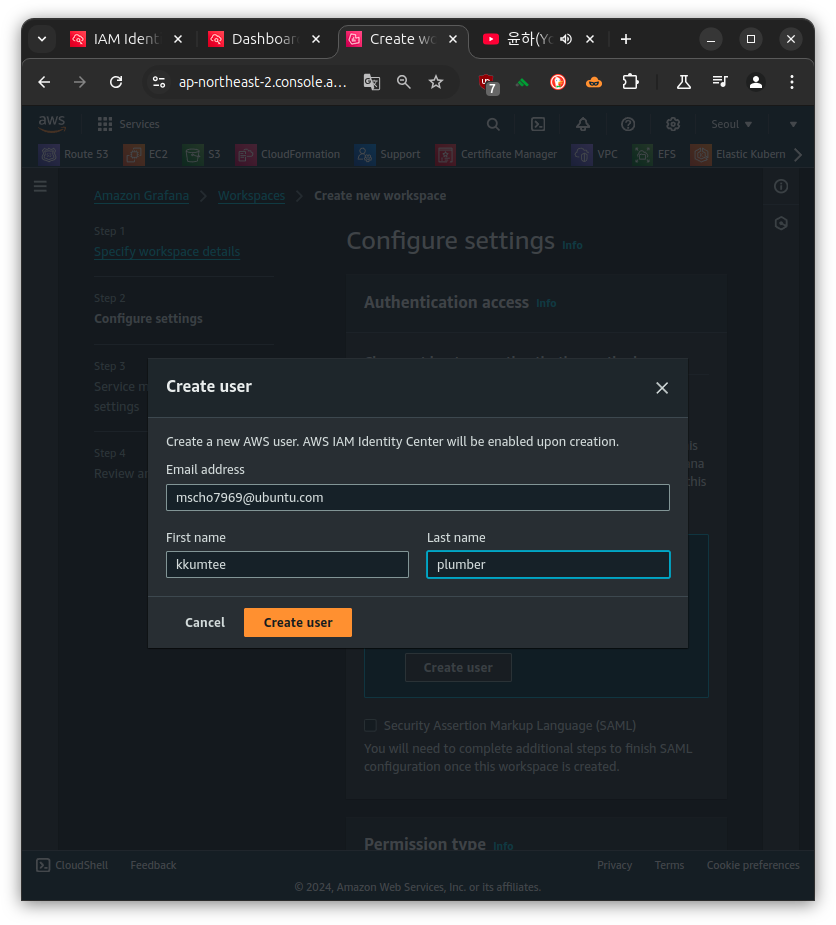 IAM Ident
Dashboar
Create wo
윤하(Yo
ap-northeast-2.console.a...
7
aws
Services
Seoul
Route 53
EC2
S3
CloudFormation
Support
Certificate Manager
VPC
EFS
Elastic Kubern
Amazon Grafana
Workspaces
Create new workspace
Step 1
Specify workspace details
Step 2
Configure settings
Step 3
Service m
settings
Step 4
Review a
Configure settings Info
Authentication access Info
Create user
Create a new AWS user. AWS IAM Identity Center will be enabled upon creation.
Email address
mscho7969@ubuntu.com
First name
Last name
kkumtee
plumber
Cancel
Create user
is
na
this
Create user
Security Assertion Markup Language (SAML)
You will need to complete additional steps to finish SAML
configuration once this workspace is created.
Permission type Info
CloudShell
Feedback
Privacy
Terms
Cookie preferences
© 2024, Amazon Web Services, Inc. or its affiliates.